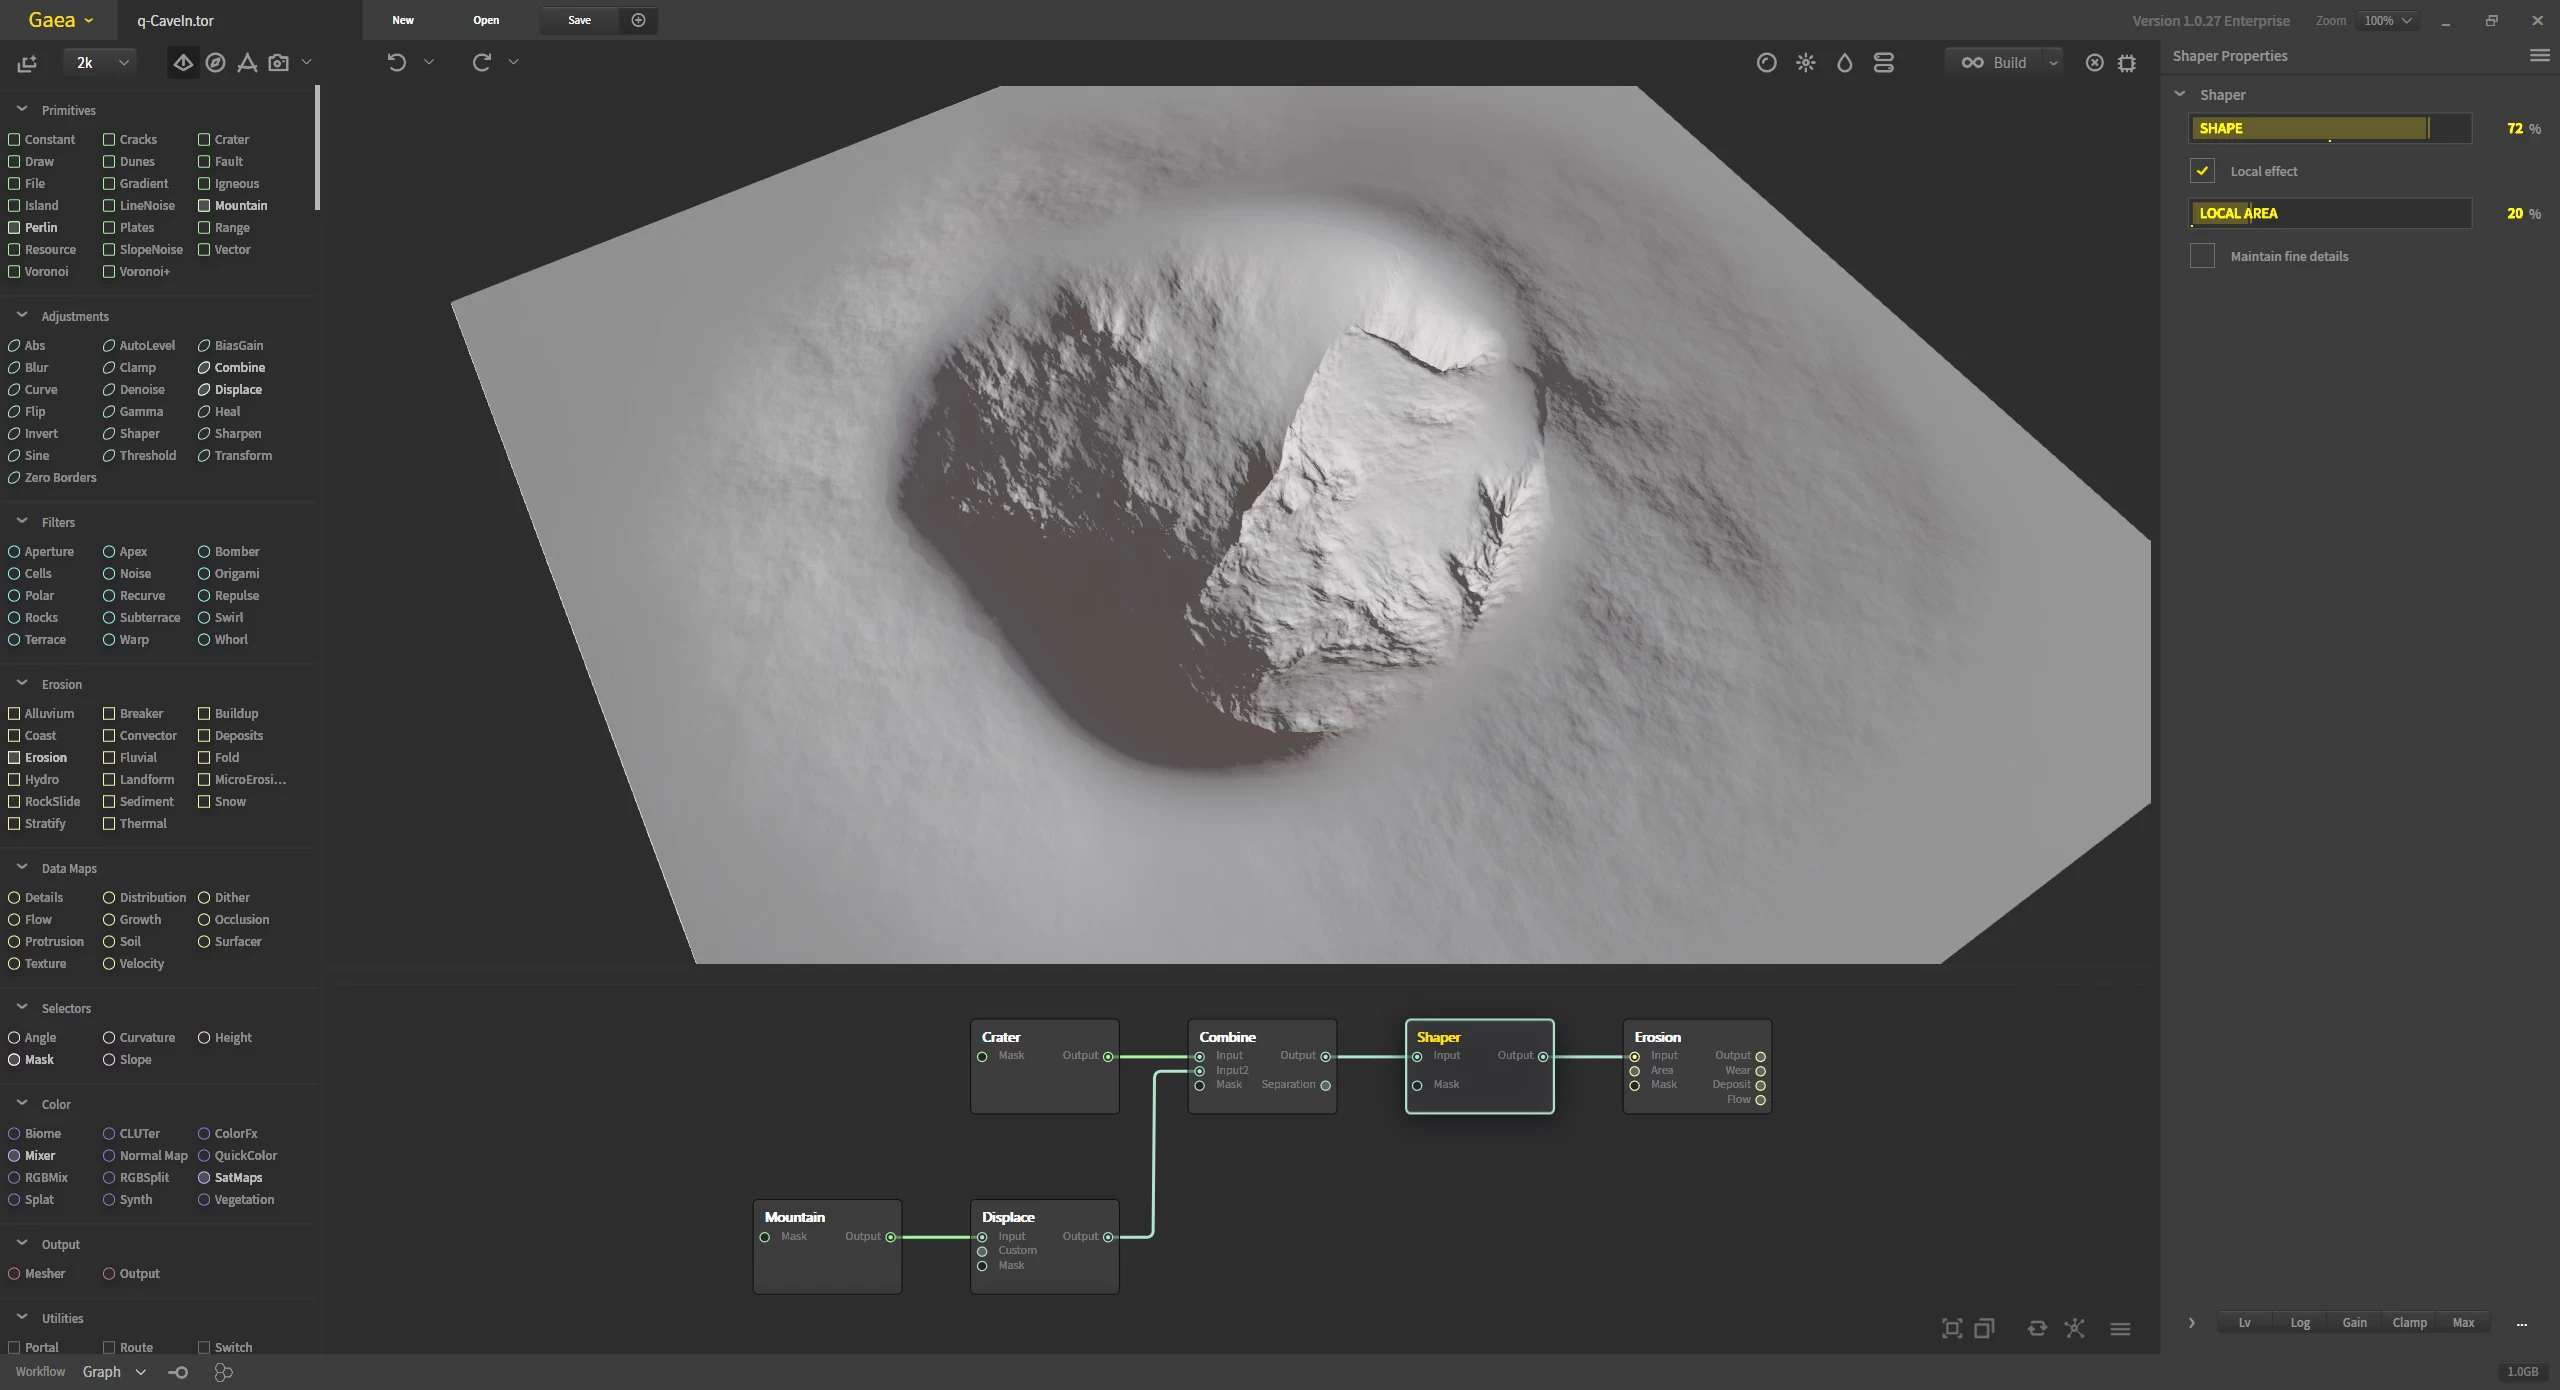 Gaea
q-CaveIn.tor
New
Open
Save
Version 1.0.27 Enterprise
Zoom
100%
2k
Build
Shaper Properties
Primitives
Constant Cracks Crater
Draw Dunes Fault
File Gradient Igneous
Island LineNoise Mountain
Perlin Plates Range
Resource SlopeNoise Vector
Voronoi Voronoi+
Adjustments
Abs AutoLevel BiasGain
Blur Clamp Combine
Curve Denoise Displace
Flip Gamma Heal
Invert Shaper Sharpen
Sine Threshold Transform
Zero Borders
Filters
Aperture Apex Bomber
Cells Noise Origami
Polar Recurve Repulse
Rocks Subterrace Swirl
Terrace Warp Whorl
Erosion
Alluvium Breaker Buildup
Coast Convector Deposits
Erosion Fluvial Fold
Hydro Landform MicroErosi...
RockSlide Sediment Snow
Stratify Thermal
Data Maps
Details Distribution Dither
Flow Growth Occlusion
Protrusion Soil Surfacer
Texture Velocity
Selectors
Angle Curvature Height
Mask Slope
Color
Biome CLUTer ColorFx
Mixer Normal Map QuickColor
RGBMix RGBSplit SatMaps
Splat Synth Vegetation
Output
Mesher Output
Utilities
Portal Route Switch
Workflow Graph
Crater
Mask Output
Combine
Input Output
Input2
Mask Separation
Shaper
Input Output
Mask
Erosion
Input Output
Area Wear
Mask Deposit
Flow
Mountain
Mask Output
Displace
Input Output
Custom
Mask
Shaper
SHAPE 72 %
Local effect
LOCAL AREA 20 %
Maintain fine details
Lv Log Gain Clamp Max ...
1.0GB